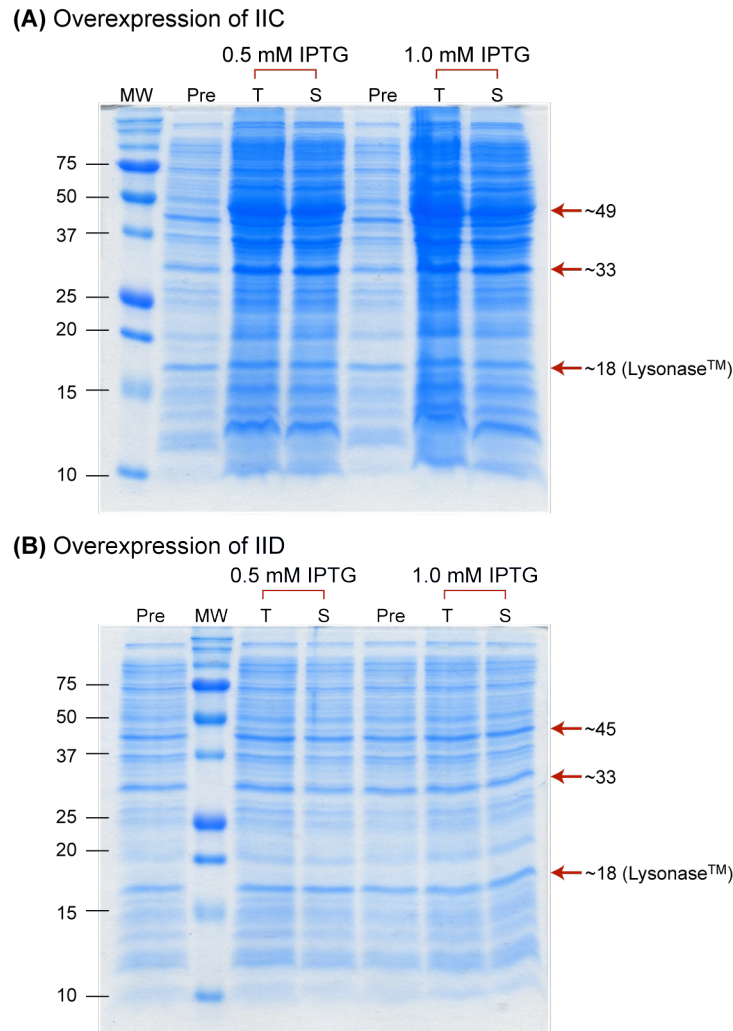 (A) Overexpression of IIC
0.5 mM IPTG 1.0 mM IPTG
MW Pre T S Pre T S
75
50
~49
37
~33
25
20
~18 (Lysonase™)
15
10
(B) Overexpression of IID
0.5 mM IPTG 1.0 mM IPTG
Pre MW T S Pre T S
75
50
~45
37
~33
25
20
~18 (Lysonase™)
15
10